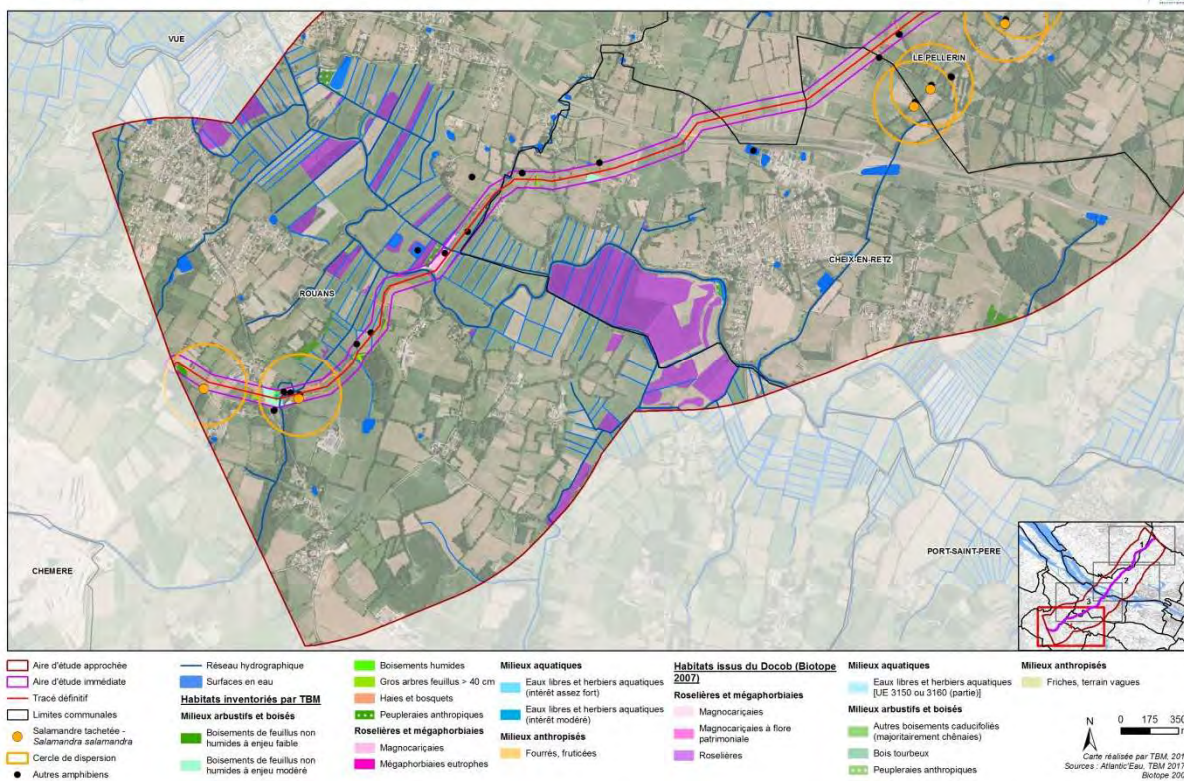 VUE
LE PELLERIN
CHEIX-EN-RETZ
ROUANS
PORT-SAINT-PERE
CHEMERE
1
2
3
Aire d'étude approchée
Aire d'étude immédiate
Tracé définitif
Limites communales
Salamandre tachetée -
Salamandra salamandra
Cercle de dispersion
Autres amphibiens
Réseau hydrographique
Surfaces en eau
Habitats inventoriés par TBM
Milieux arbustifs et boisés
Boisements de feuillus non
humides à enjeu faible
Boisements de feuillus non
humides à enjeu modéré
Boisements humides
Gros arbres feuillus > 40 cm
Haies et bosquets
Peupleraies anthropiques
Roselières et mégaphorbiaies
Magnocariçaies
Mégaphorbiaies eutrophes
Milieux aquatiques
Eaux libres et herbiers aquatiques
(intérêt assez fort)
Eaux libres et herbiers aquatiques
(intérêt modéré)
Milieux anthropisés
Fourrés, fruticées
Habitats issus du Docob (Biotope
2007)
Roselières et mégaphorbiaies
Magnocariçaies
Magnocariçaies à flore
patrimoniale
Roselières
Milieux aquatiques
Eaux libres et herbiers aquatiques
[UE 3150 ou 3160 (partie)]
Milieux arbustifs et boisés
Autres boisements caducifoliés
(majoritairement chênaies)
Bois tourbeux
Peupleraies anthropiques
Milieux anthropisés
Friches, terrain vagues
N
0 175 350
Carte réalisée par TBM, 201
Sources : Atlantic'Eau, TBM 2017
Biotope 200